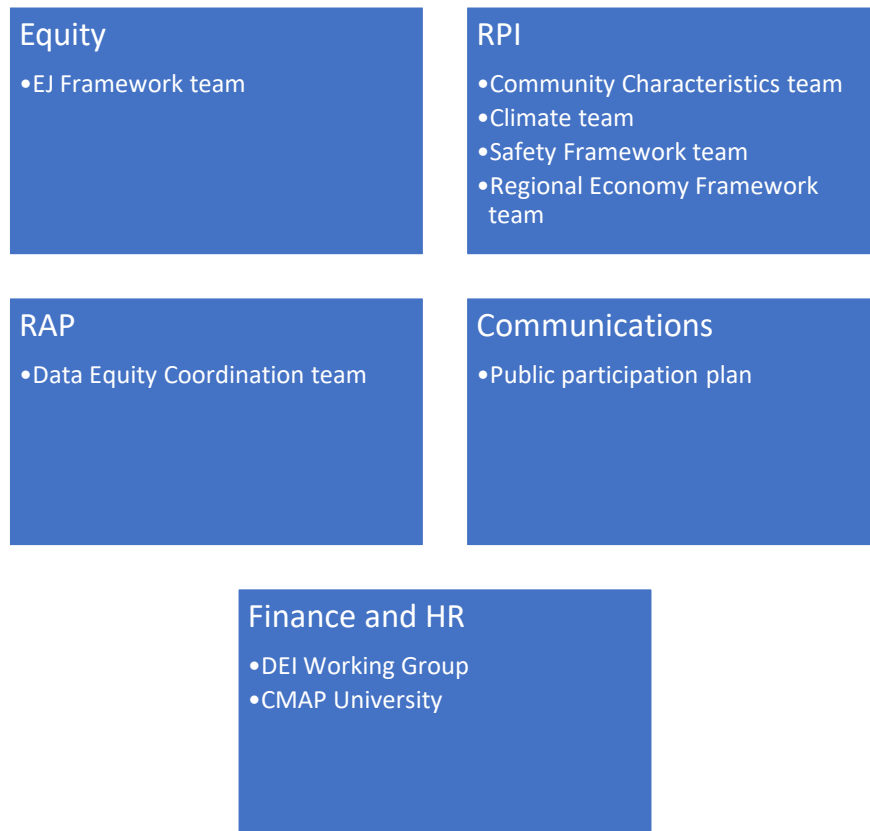 Equity
•EJ Framework team
RPI
•Community Characteristics team
•Climate team
•Safety Framework team
•Regional Economy Framework
team
RAP
•Data Equity Coordination team
Communications
•Public participation plan
Finance and HR
•DEI Working Group
•CMAP University